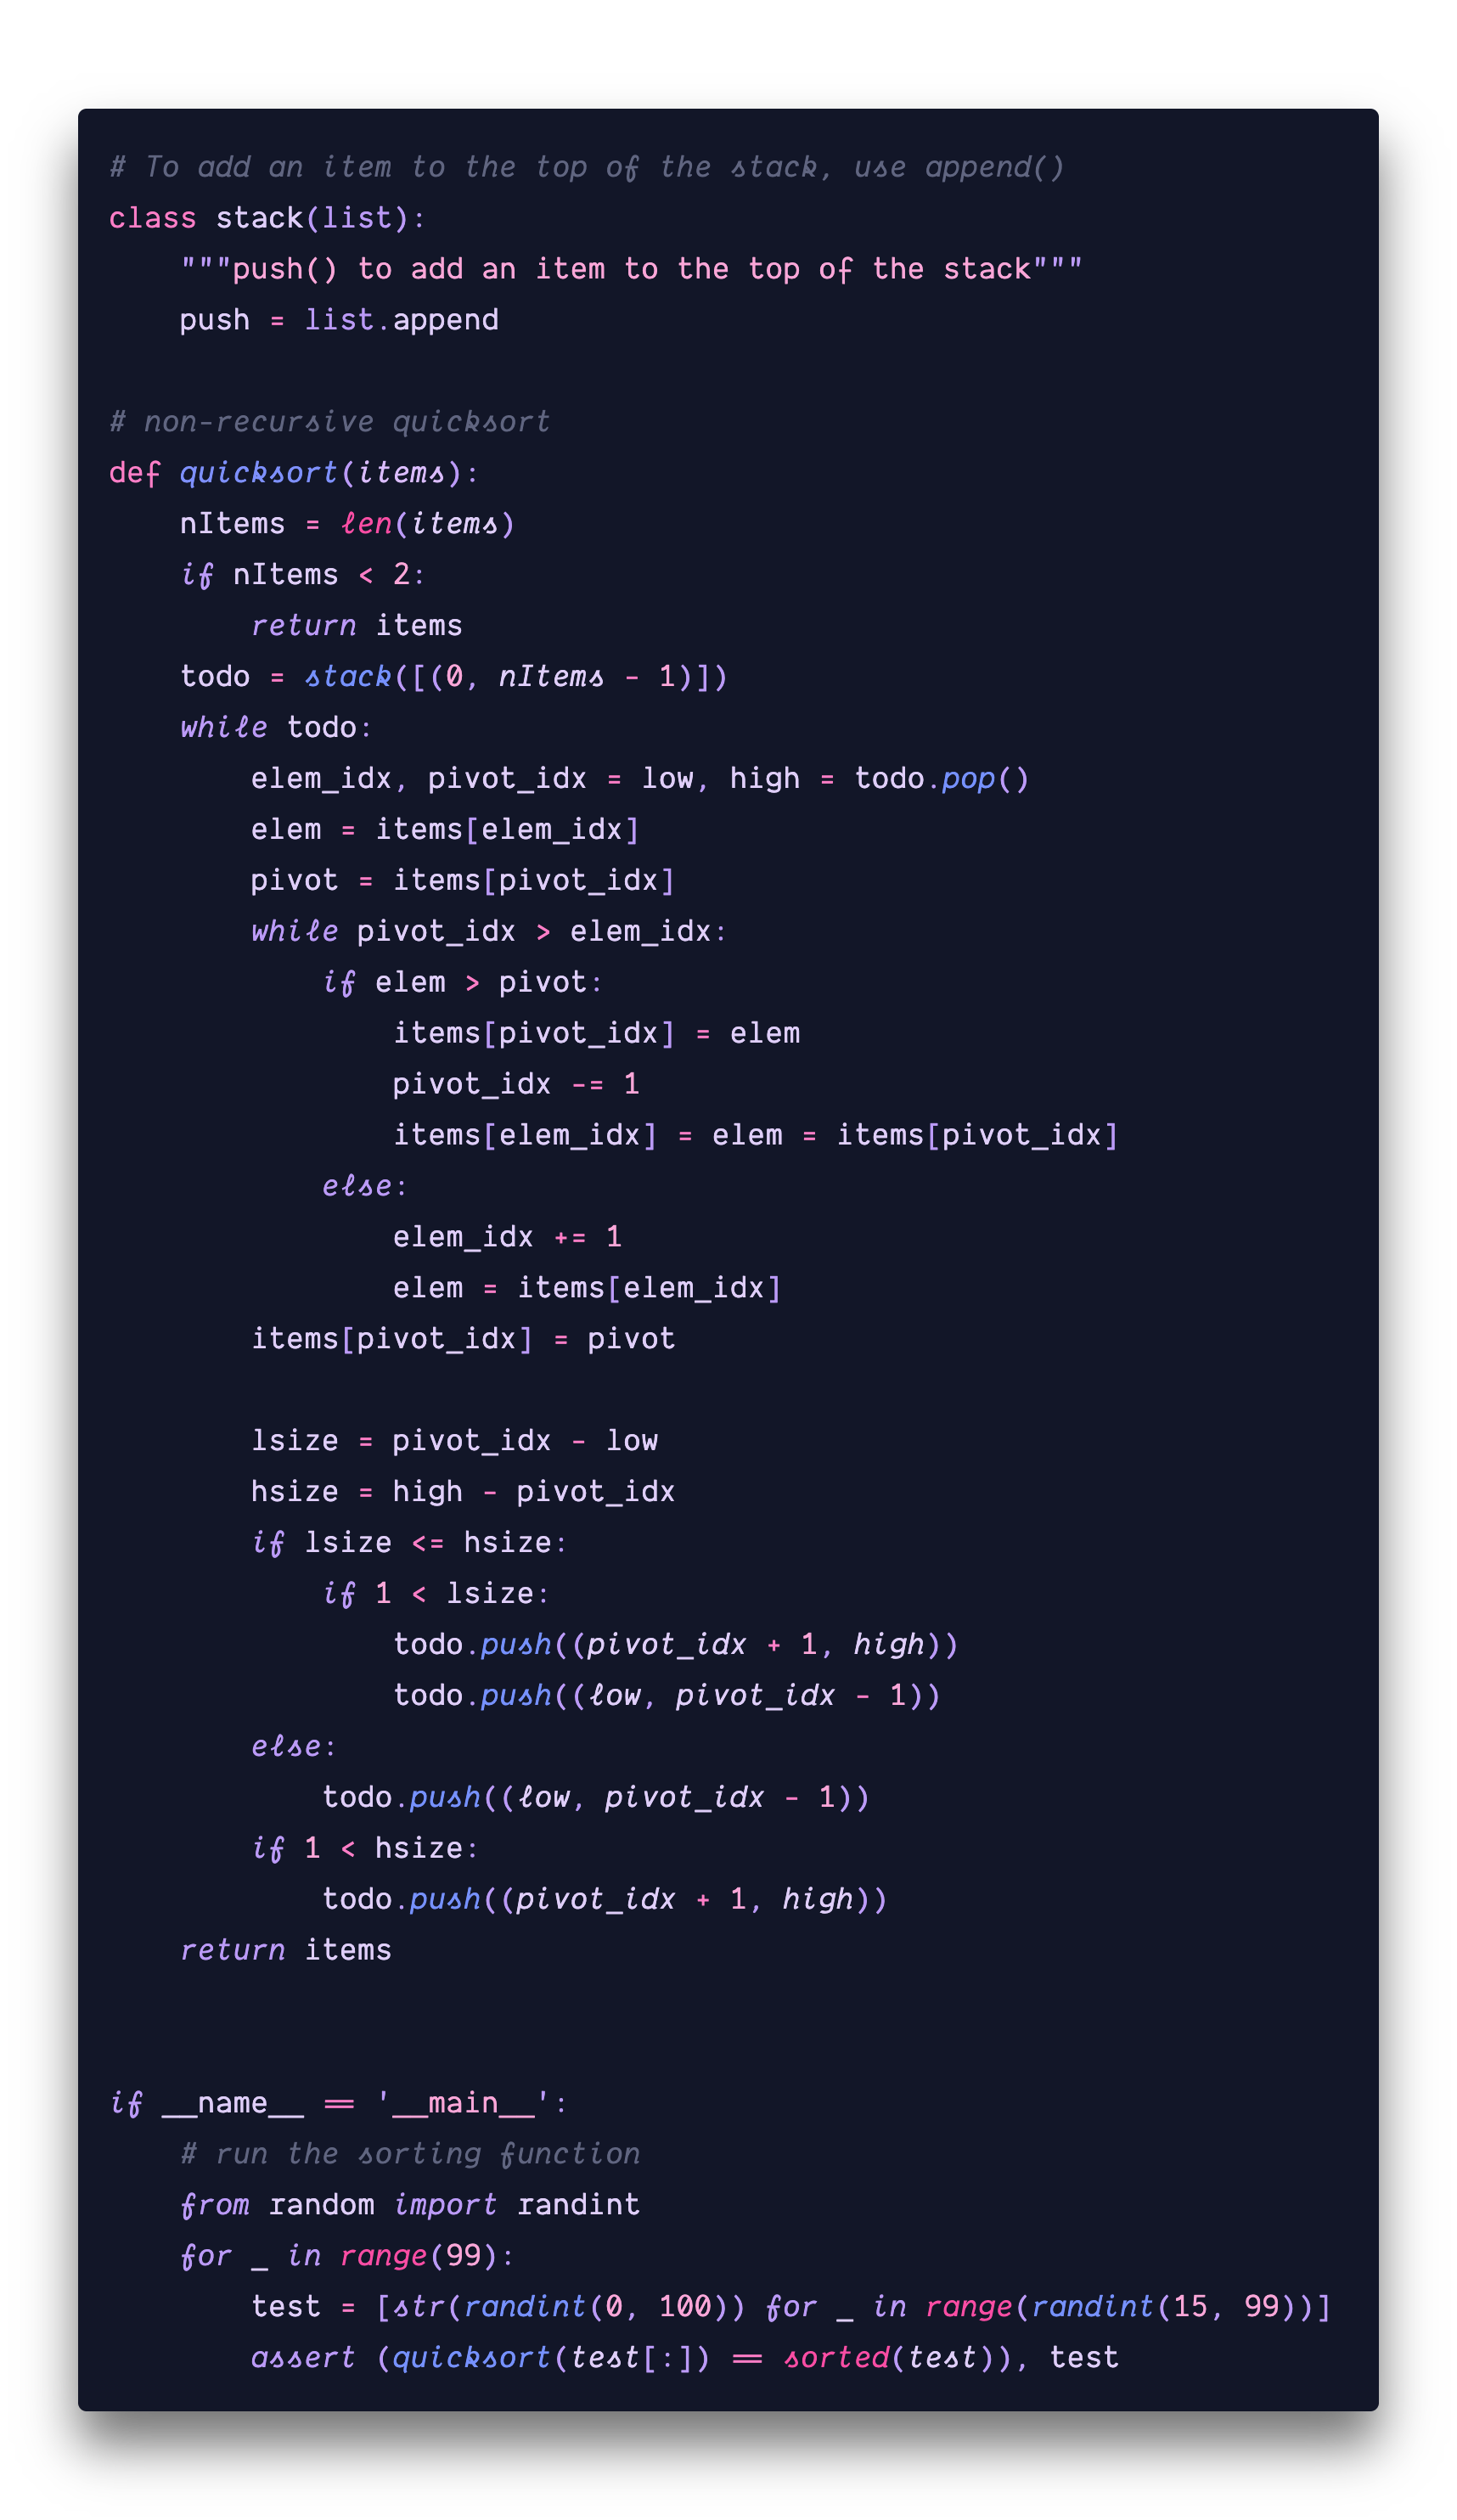 # To add an item to the top of the stack, use append()
class stack(list):
    """push() to add an item to the top of the stack"""
    push = list.append

# non-recursive quicksort
def quicksort(items):
    nItems = len(items)
    if nItems < 2:
        return items
    todo = stack([(0, nItems - 1)])
    while todo:
        elem_idx, pivot_idx = low, high = todo.pop()
        elem = items[elem_idx]
        pivot = items[pivot_idx]
        while pivot_idx > elem_idx:
            if elem > pivot:
                items[pivot_idx] = elem
                pivot_idx -= 1
                items[elem_idx] = elem = items[pivot_idx]
            else:
                elem_idx += 1
                elem = items[elem_idx]
        items[pivot_idx] = pivot

        lsize = pivot_idx - low
        hsize = high - pivot_idx
        if lsize <= hsize:
            if 1 < lsize:
                todo.push((pivot_idx + 1, high))
                todo.push((low, pivot_idx - 1))
        else:
            todo.push((low, pivot_idx - 1))
        if 1 < hsize:
            todo.push((pivot_idx + 1, high))
    return items


if __name__ == '__main__':
    # run the sorting function
    from random import randint
    for _ in range(99):
        test = [str(randint(0, 100)) for _ in range(randint(15, 99))]
        assert (quicksort(test[:]) == sorted(test)), test